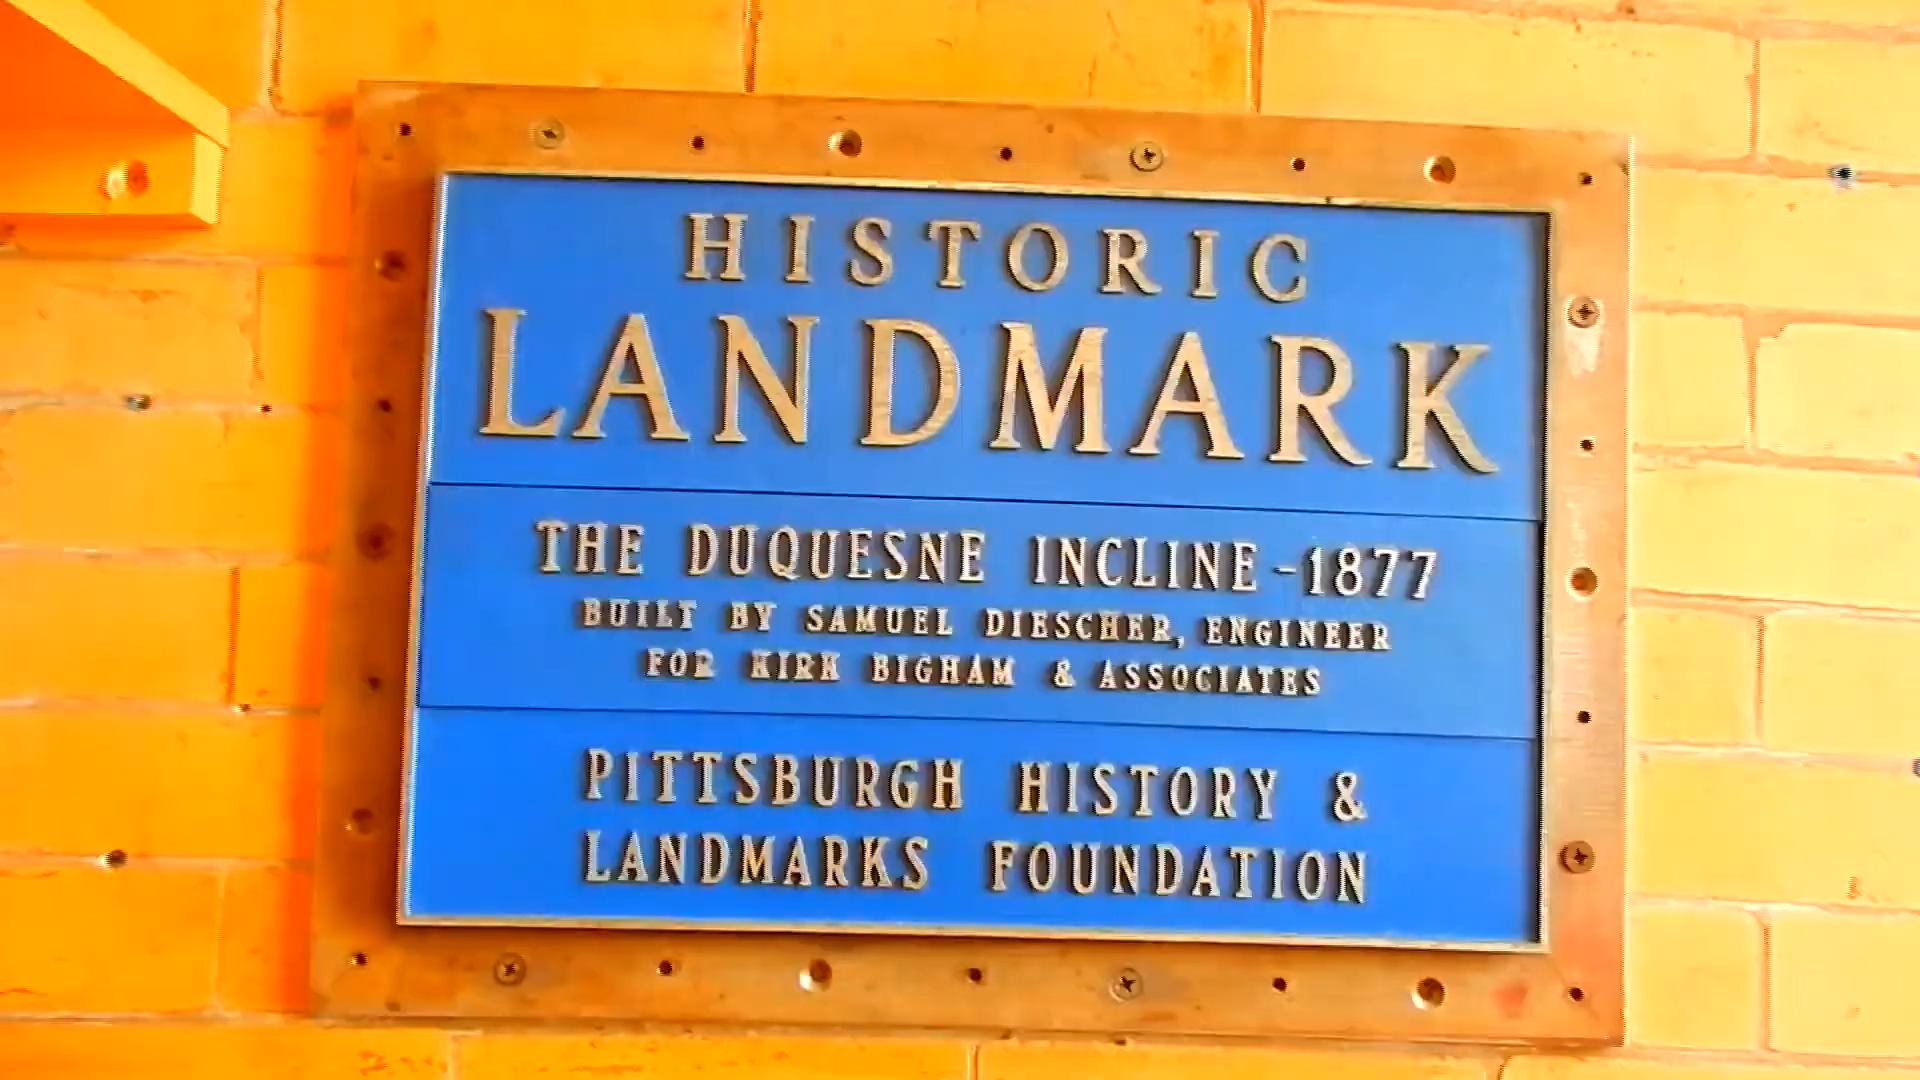 HISTORIC
LANDMARK
THE DUQUESNE INCLINE - 1877
BUILT BY SAMUEL DIESCHER, ENGINEER
FOR KIRK BIGHAM & ASSOCIATES
PITTSBURGH HISTORY &
LANDMARKS FOUNDATION